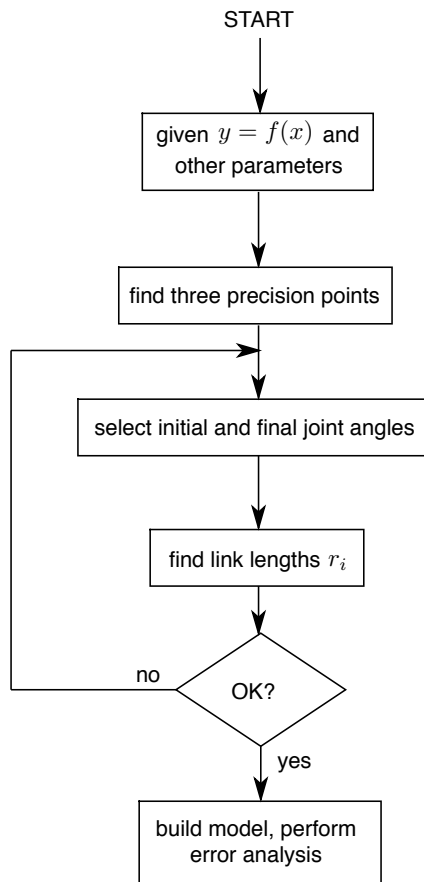 START
given y = f(x) and
other parameters
find three precision points
select initial and final joint angles
find link lengths r_i
no
OK?
yes
build model, perform
error analysis